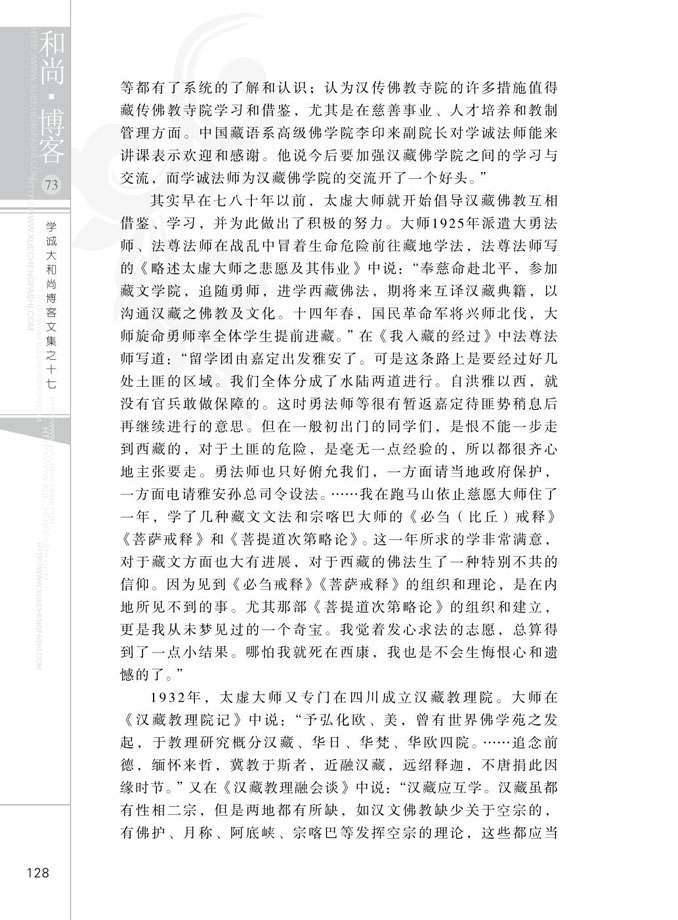 和尚·博客
73
学诚大和尚博客文集之十七
等都有了系统的了解和认识；认为汉传佛教寺院的许多措施值得
藏传佛教寺院学习和借鉴，尤其是在慈善事业、人才培养和教制
管理方面。中国藏语系高级佛学院李印来副院长对学诚法师能来
讲课表示欢迎和感谢。他说今后要加强汉藏佛学院之间的学习与
交流，而学诚法师为汉藏佛学院的交流开了一个好头。”
其实早在七八十年以前，太虚大师就开始倡导汉藏佛教互相
借鉴、学习，并为此做出了积极的努力。大师1925年派遣大勇法
师、法尊法师在战乱中冒着生命危险前往藏地学法，法尊法师写
的《略述太虚大师之悲愿及其伟业》中说：“奉慈命赴北平，参加
藏文学院，追随勇师，进学西藏佛法，期将来互译汉藏典籍，以
沟通汉藏之佛教及文化。十四年春，国民革命军将兴师北伐，大
师旋命勇师率全体学生提前进藏。”在《我入藏的经过》中法尊法
师写道：“留学团由嘉定出发雅安了。可是这条路上是要经过好几
处土匪的区域。我们全体分成了水陆两道进行。自洪雅以西，就
没有官兵敢做保障的。这时勇法师等很有暂返嘉定待匪势稍息后
再继续进行的意思。但在一般初出门的同学们，是恨不能一步走
到西藏的，对于土匪的危险，是毫无一点经验的，所以都很齐心
地主张要走。勇法师也只好俯允我们，一方面请当地政府保护，
一方面电请雅安孙总司令设法。……我在跑马山依止慈愿大师住了
一年，学了几种藏文文法和宗喀巴大师的《必刍（比丘）戒释》
《菩萨戒释》和《菩提道次第略论》。这一年所求的学非常满意，
对于藏文方面也大有进展，对于西藏的佛法生了一种特别不共的
信仰。因为见到《必刍戒释》《菩萨戒释》的组织和理论，是在内
地所见不到的事。尤其那部《菩提道次第略论》的组织和建立，
更是我从未梦见过的一个奇宝。我觉着发心求法的志愿，总算得
到了一点小结果。哪怕我就死在西康，我也是不会生悔恨心和遗
憾的了。”
1932年，太虚大师又专门在四川成立汉藏教理院。大师在
《汉藏教理院记》中说：“予弘化欧、美，曾有世界佛学苑之发
起，于教理研究概分汉藏、华日、华梵、华欧四院。……追念前
德，缅怀来哲，冀教于斯者，近融汉藏，远绍释迦，不唐捐此因
缘时节。”又在《汉藏教理融会谈》中说：“汉藏应互学。汉藏虽都
有性相二宗，但是两地都有所缺，如汉文佛教缺少关于空宗的，
有佛护、月称、阿底峡、宗喀巴等发挥空宗的理论，这些都应当
128